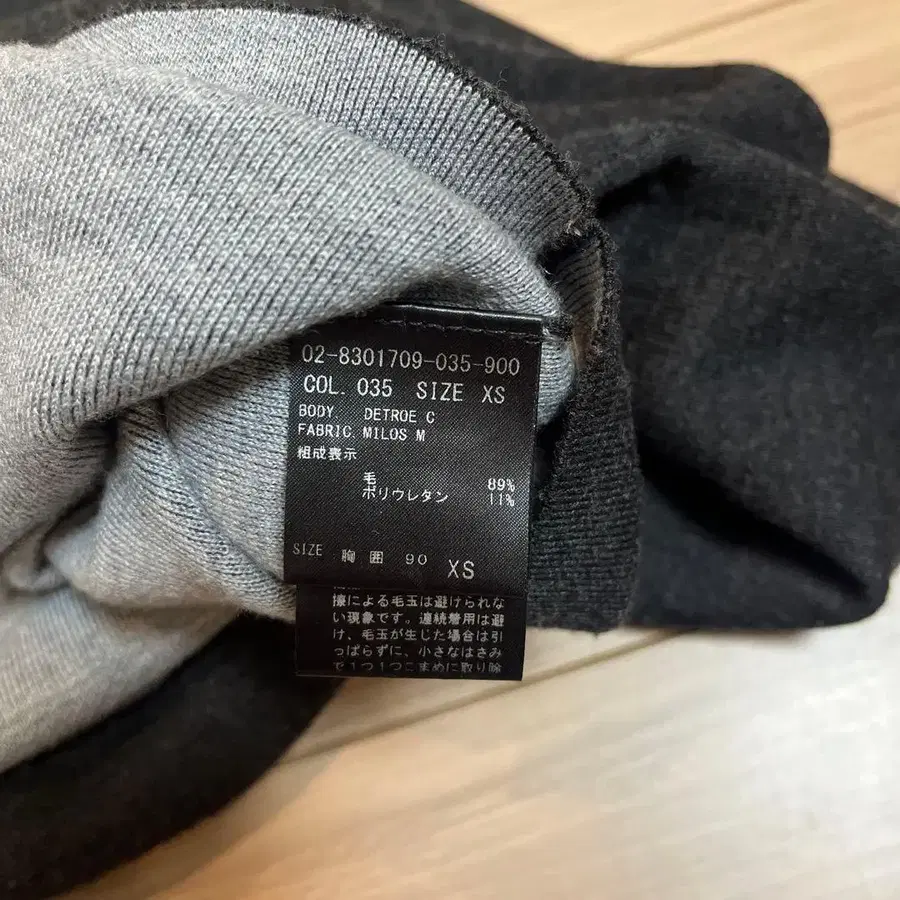 02-8301709-035-900
COL. 035 SIZE XS
BODY. DETROE C
FABRIC. MILOS M
組成表示
毛 89%
ポリウレタン 11%
SIZE 胸囲 90 XS
擦による毛玉は避けられな
い現象です。連続着用は避
け、毛玉が生じた場合は引
っぱらずに、小さなはさみ
で1つ1つこまめに取り除